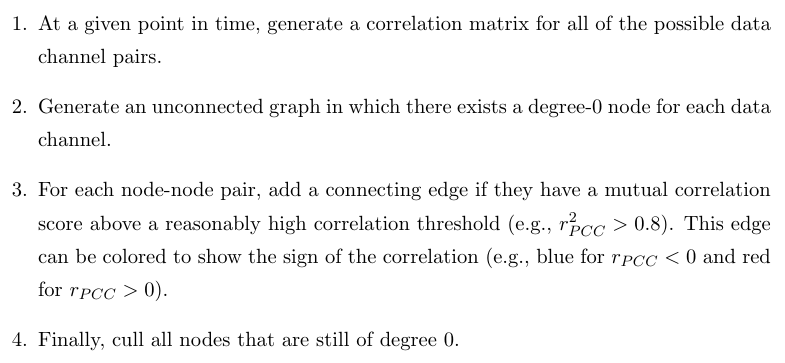 1. At a given point in time, generate a correlation matrix for all of the possible data
channel pairs.
2. Generate an unconnected graph in which there exists a degree-0 node for each data
channel.
3. For each node-node pair, add a connecting edge if they have a mutual correlation
score above a reasonably high correlation threshold (e.g., $r^2_{PCC} > 0.8$). This edge
can be colored to show the sign of the correlation (e.g., blue for $r_{PCC} < 0$ and red
for $r_{PCC} > 0$).
4. Finally, cull all nodes that are still of degree 0.